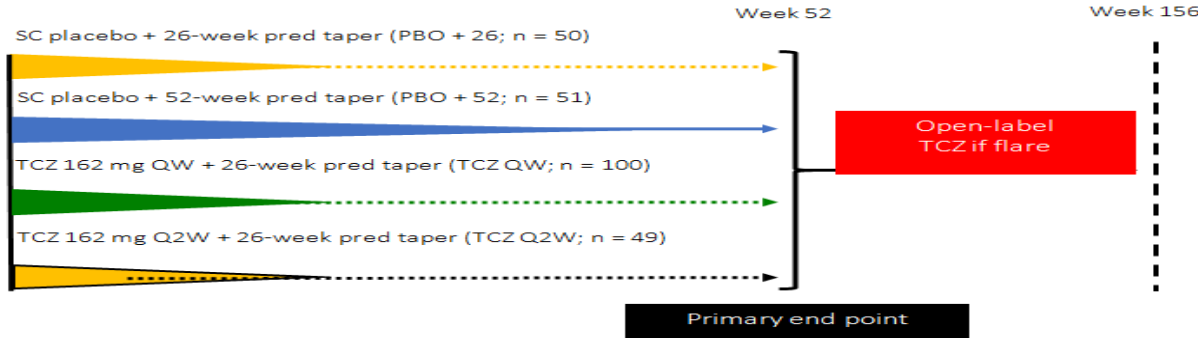 Week 52
Week 156
SC placebo + 26-week pred taper (PBO + 26; n = 50)
SC placebo + 52-week pred taper (PBO + 52; n = 51)
Open-label
TCZ if flare
TCZ 162 mg QW + 26-week pred taper (TCZ QW; n = 100)
TCZ 162 mg Q2W + 26-week pred taper (TCZ Q2W; n = 49)
Primary end point